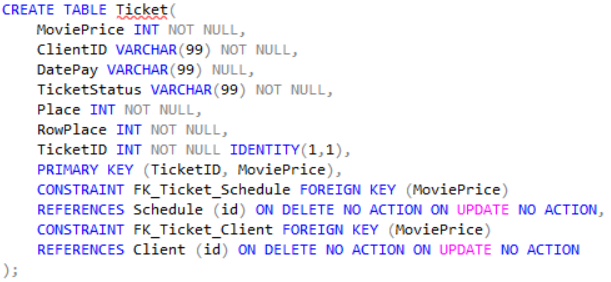 CREATE TABLE Ticket(
MoviePrice INT NOT NULL,
ClientID VARCHAR(99) NOT NULL,
DatePay VARCHAR(99) NULL,
TicketStatus VARCHAR(99) NOT NULL,
Place INT NOT NULL,
RowPlace INT NOT NULL,
TicketID INT NOT NULL IDENTITY(1,1),
PRIMARY KEY (TicketID, MoviePrice),
CONSTRAINT FK_Ticket_Schedule FOREIGN KEY (MoviePrice)
REFERENCES Schedule (id) ON DELETE NO ACTION ON UPDATE NO ACTION,
CONSTRAINT FK_Ticket_Client FOREIGN KEY (MoviePrice)
REFERENCES Client (id) ON DELETE NO ACTION ON UPDATE NO ACTION
);